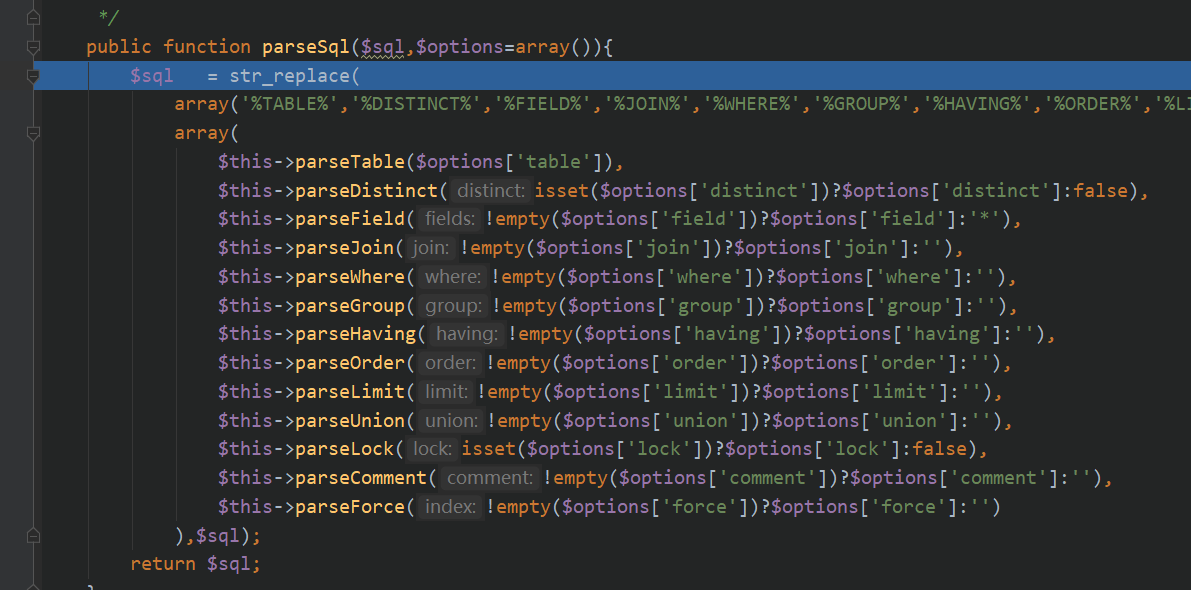 */
public function parseSql($sql,$options=array()){
$sql   = str_replace(
array('%TABLE%','%DISTINCT%','%FIELD%','%JOIN%','%WHERE%','%GROUP%','%HAVING%','%ORDER%','%LI
array(
$this->parseTable($options['table']),
$this->parseDistinct( distinct: isset($options['distinct'])?$options['distinct']:false),
$this->parseField( fields: !empty($options['field'])?$options['field']:'*'),
$this->parseJoin( join: !empty($options['join'])?$options['join']:''),
$this->parseWhere( where: !empty($options['where'])?$options['where']:''),
$this->parseGroup( group: !empty($options['group'])?$options['group']:''),
$this->parseHaving( having: !empty($options['having'])?$options['having']:''),
$this->parseOrder( order: !empty($options['order'])?$options['order']:''),
$this->parseLimit( limit: !empty($options['limit'])?$options['limit']:''),
$this->parseUnion( union: !empty($options['union'])?$options['union']:''),
$this->parseLock( lock: isset($options['lock'])?$options['lock']:false),
$this->parseComment( comment: !empty($options['comment'])?$options['comment']:''),
$this->parseForce( index: !empty($options['force'])?$options['force']:'')
),$sql);
return $sql;